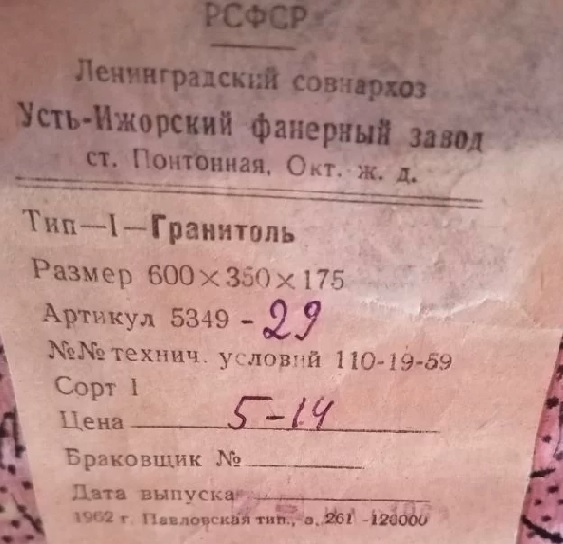 РСФСР
Ленинградский совнархоз
Усть-Ижорский фанерный завод
ст. Понтонная, Окт. ж. д.
Тип—I—Гранитоль
Размер 600×350×175
Артикул 5349 - 29
№№ технич. условий 110-19-59
Сорт I
Цена 5-14
Браковщик №
Дата выпуска
1962 г. Павловская тип., з. 261 -120000